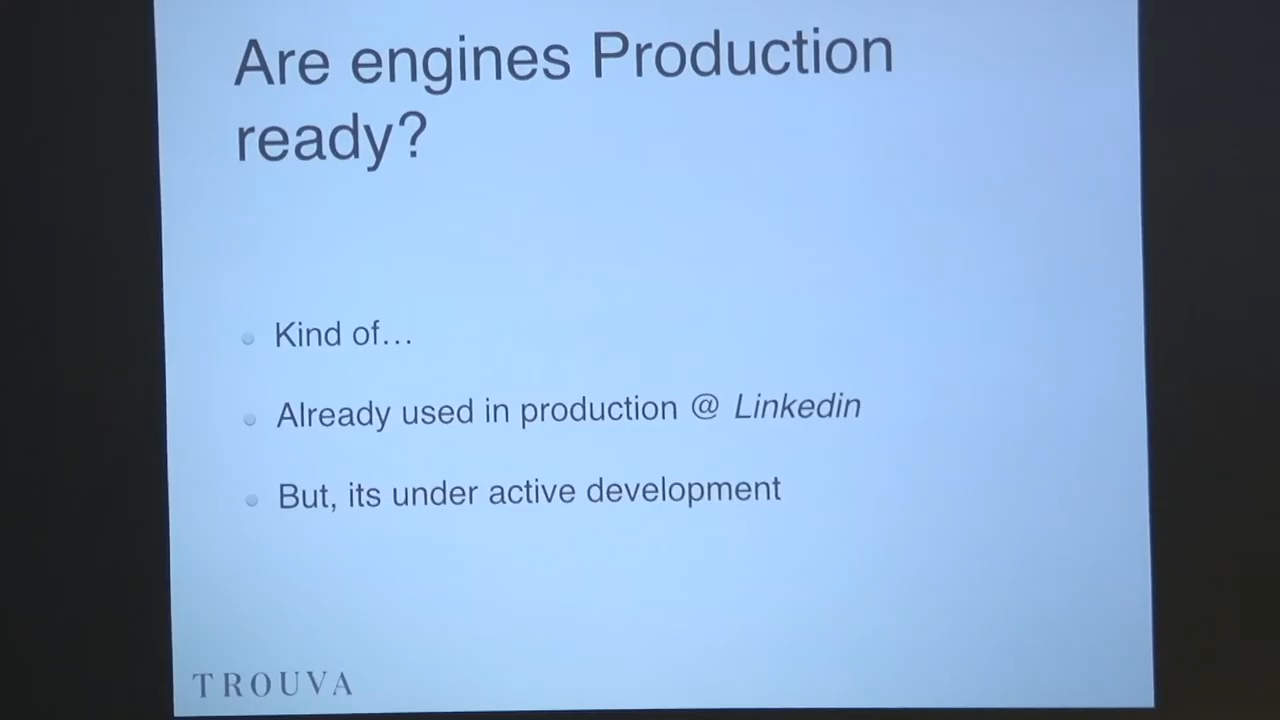 Are engines Production
ready?
Kind of…
Already used in production @ Linkedin
But, its under active development
TROUVA